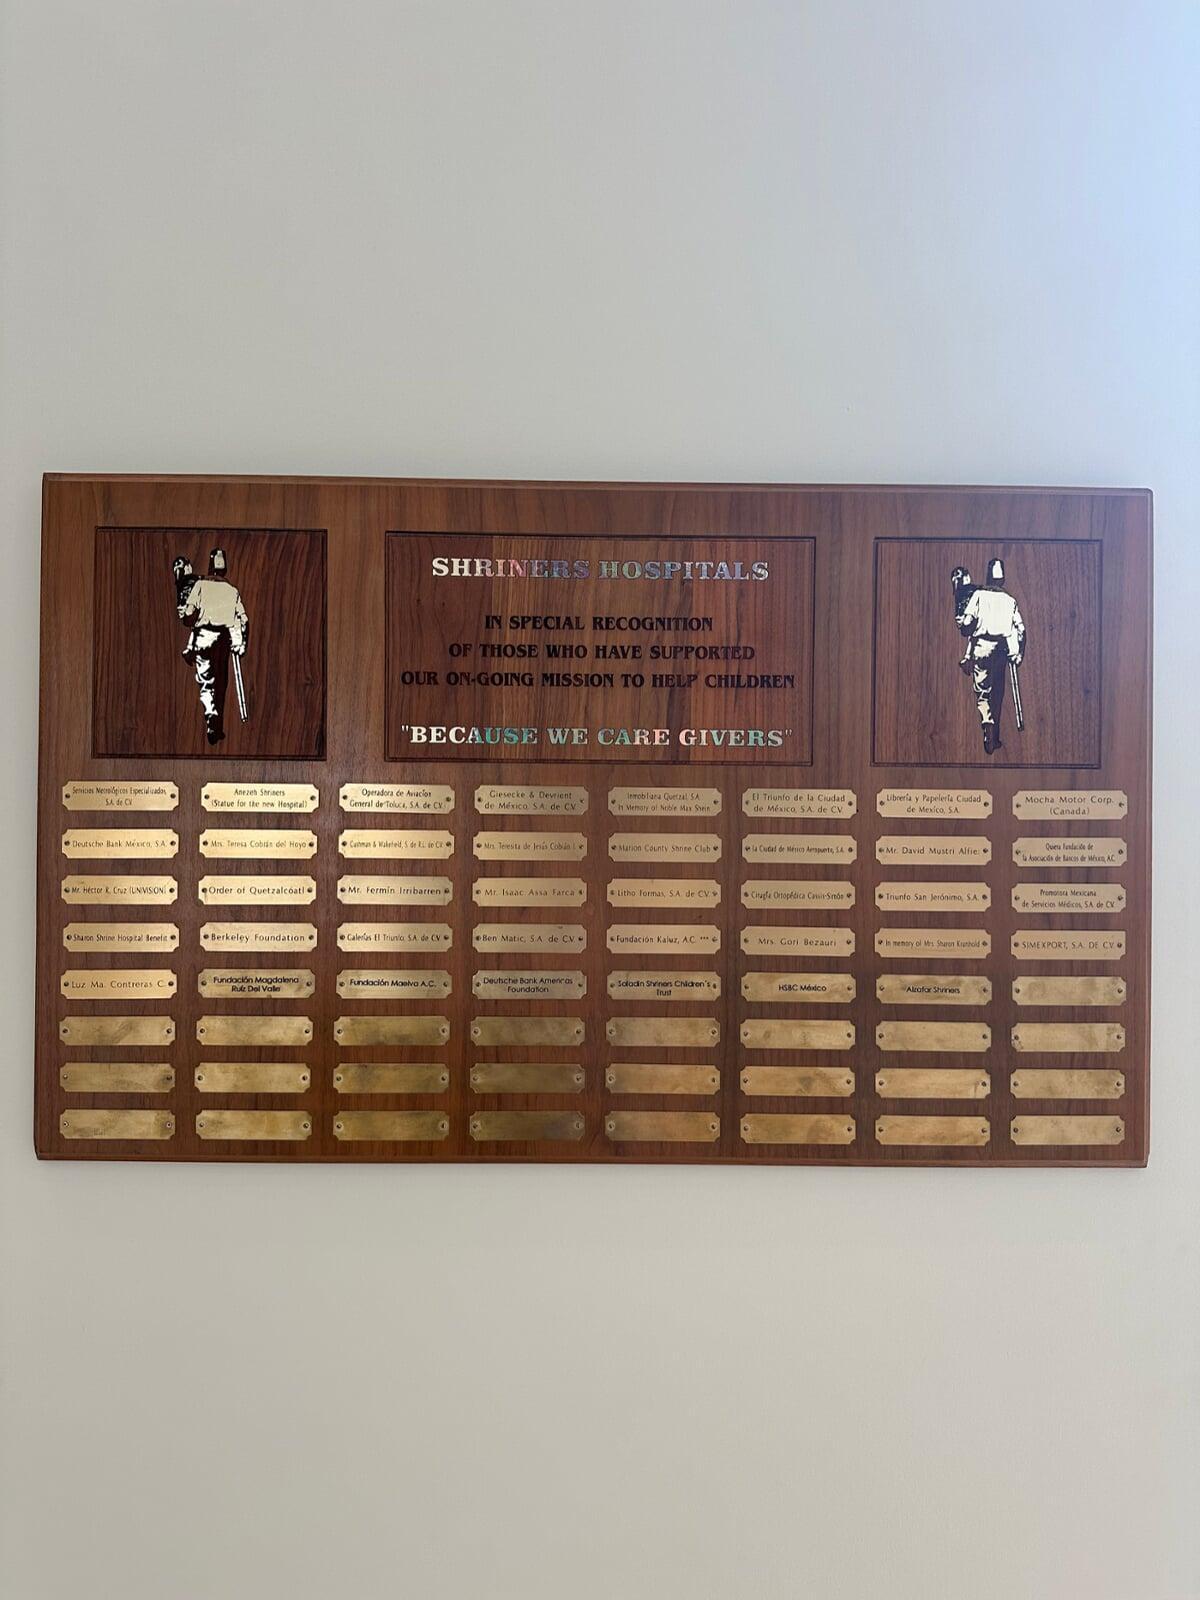 SHRINERS HOSPITALS
IN SPECIAL RECOGNITION
OF THOSE WHO HAVE SUPPORTED
OUR ON-GOING MISSION TO HELP CHILDREN
"BECAUSE WE CARE GIVERS"
Servicios Necrológicos Especializados,
S.A. de C.V.
Anezeh Shriners
(Statue for the new Hospital)
Operadora de Aviación
General de Toluca, S.A. de C.V.
Giesecke & Devrient
de México, S.A. de C.V.
Inmobiliaria Quetzal, S.A.
In Memory of Noble Max Shein
El Triunfo de la Ciudad
de México, S.A. de C.V.
Librería y Papelería Ciudad
de Mexico, S.A.
Mocha Motor Corp.
(Canada)
Deutsche Bank México, S.A.
Mrs. Teresa Cobián del Hoyo
Cushman & Wakefield, S. de R.L. de C.V.
Mrs. Teresita de Jesús Cobián I.
Marion County Shrine Club
la Ciudad de México Aeropuerto, S.A.
Mr. David Mustri Alfie
Quiera Fundación de
la Asociación de Bancos de México, A.C.
Mr. Héctor R. Cruz (UNIVISION)
Order of Quetzalcóatl
Mr. Fermín Irribarren
Mr. Isaac Assa Farca
Litho Formas, S.A. de C.V.
Cirugía Ortopédica Cassis-Simón
Triunfo San Jerónimo, S.A.
Promotora Mexicana
de Servicios Médicos, S.A. de C.V.
Sharon Shrine Hospital Benefit
Berkeley Foundation
Galerías El Triunfo, S.A. de C.V.
Ben Matic, S.A. de C.V.
Fundación Kaluz, A.C. ***
Mrs. Gori Bezauri
In memory of Mrs. Sharon
SIMEXPORT, S.A. DE C.V.
Luz Ma. Contreras C.
Fundación Magdalena
Ruíz Del Valle
Fundación Maelva A.C.
Deutsche Bank Americas
Foundation
Saladin Shriners Children's
Trust
HSBC México
Alzafar Shriners